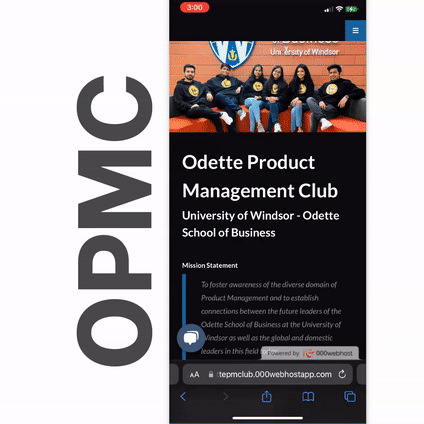 OPMC
3:00
University of Windsor
Odette Product
Management Club
University of Windsor - Odette
School of Business
Mission Statement
To foster awareness of the diverse domain of
Product Management and to establish
connections between the future leaders of the
Odette School of Business at the University of
Windsor as well as the global and domestic
leaders in this field
Powered by 000webhost
AA tepmclub.000webhostapp.com